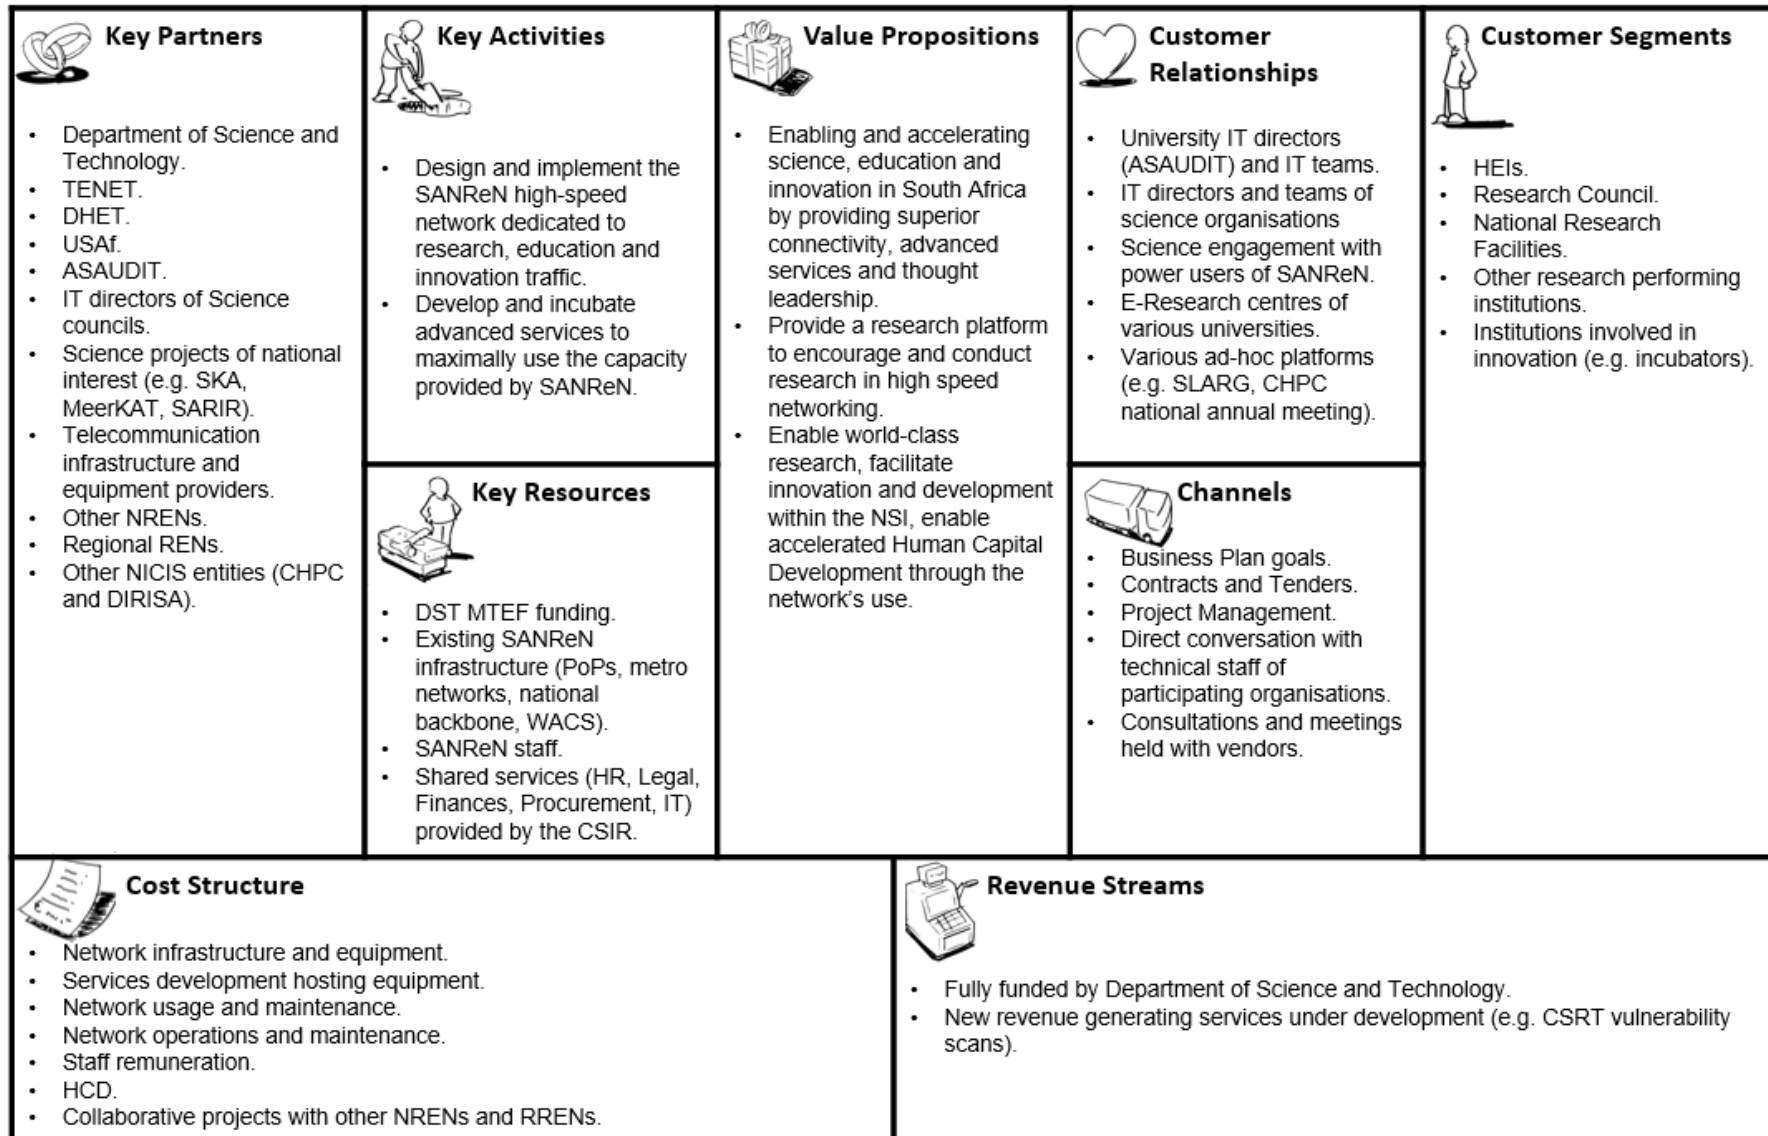 Key Partners
• Department of Science and
Technology.
• TENET.
• DHET.
• USAf.
• ASAUDIT.
• IT directors of Science
councils.
• Science projects of national
interest (e.g. SKA,
MeerKAT, SARIR).
• Telecommunication
infrastructure and
equipment providers.
• Other NRENs.
• Regional RENs.
• Other NICIS entities (CHPC
and DIRISA).
Key Activities
• Design and implement the
SANReN high-speed
network dedicated to
research, education and
innovation traffic.
• Develop and incubate
advanced services to
maximally use the capacity
provided by SANReN.
Key Resources
• DST MTEF funding.
• Existing SANReN
infrastructure (PoPs, metro
networks, national
backbone, WACS).
• SANReN staff.
• Shared services (HR, Legal,
Finances, Procurement, IT)
provided by the CSIR.
Value Propositions
• Enabling and accelerating
science, education and
innovation in South Africa
by providing superior
connectivity, advanced
services and thought
leadership.
• Provide a research platform
to encourage and conduct
research in high speed
networking.
• Enable world-class
research, facilitate
innovation and development
within the NSI, enable
accelerated Human Capital
Development through the
network's use.
Customer
Relationships
• University IT directors
(ASAUDIT) and IT teams.
• IT directors and teams of
science organisations
• Science engagement with
power users of SANReN.
• E-Research centres of
various universities.
• Various ad-hoc platforms
(e.g. SLARG, CHPC
national annual meeting).
Channels
• Business Plan goals.
• Contracts and Tenders.
• Project Management.
• Direct conversation with
technical staff of
participating organisations.
• Consultations and meetings
held with vendors.
Customer Segments
• HEIs.
• Research Council.
• National Research
Facilities.
• Other research performing
institutions.
• Institutions involved in
innovation (e.g. incubators).
Cost Structure
• Network infrastructure and equipment.
• Services development hosting equipment.
• Network usage and maintenance.
• Network operations and maintenance.
• Staff remuneration.
• HCD.
• Collaborative projects with other NRENs and RRENs.
Revenue Streams
• Fully funded by Department of Science and Technology.
• New revenue generating services under development (e.g. CSRT vulnerability
scans).